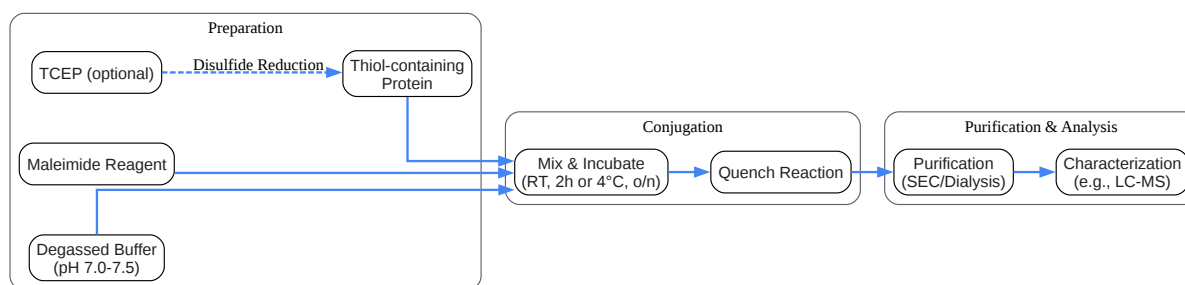 Preparation
TCEP (optional)
Disulfide Reduction
Thiol-containing
Protein
Maleimide Reagent
Degassed Buffer
(pH 7.0-7.5)
Conjugation
Mix & Incubate
(RT, 2h or 4°C, o/n)
Quench Reaction
Purification & Analysis
Purification
(SEC/Dialysis)
Characterization
(e.g., LC-MS)